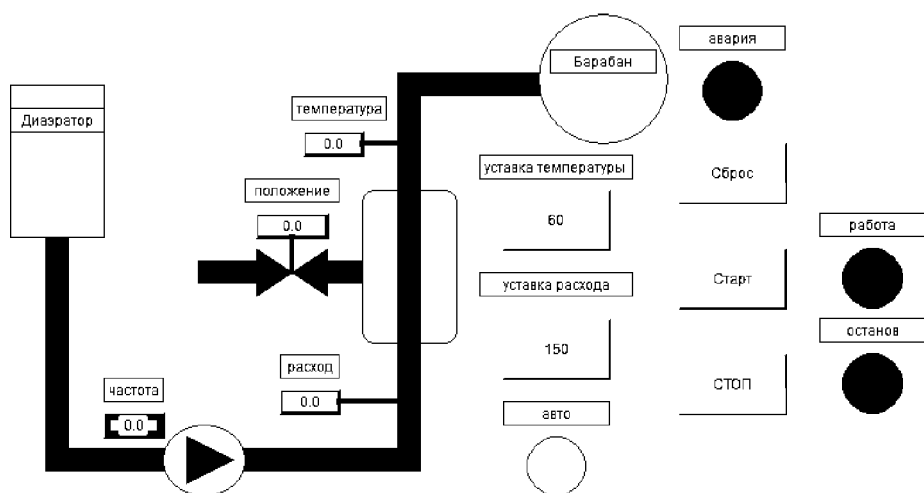 авария
Барабан
Диаэратор
температура
0.0
уставка температуры
Сброс
положение
0.0
60
работа
уставка расхода
Старт
останов
150
расход
0.0
СТОП
частота
0.0
авто